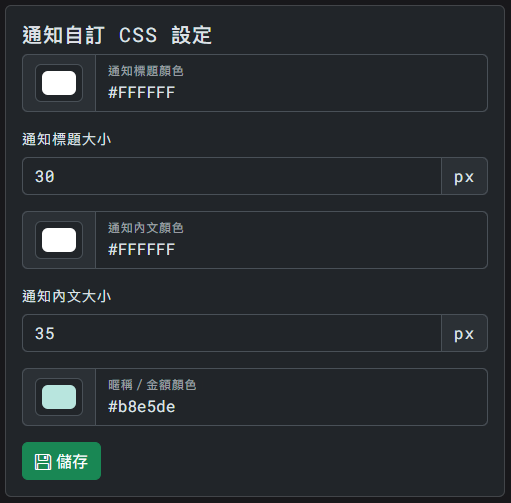 通知自訂 CSS 設定
通知標題顏色
#FFFFFF
通知標題大小
30
px
通知內文顏色
#FFFFFF
通知內文大小
35
px
暱稱 / 金額顏色
#b8e5de
儲存